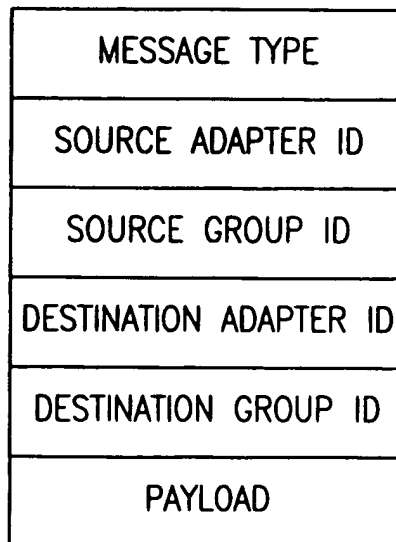 MESSAGE TYPE
SOURCE ADAPTER ID
SOURCE GROUP ID
DESTINATION ADAPTER ID
DESTINATION GROUP ID
PAYLOAD